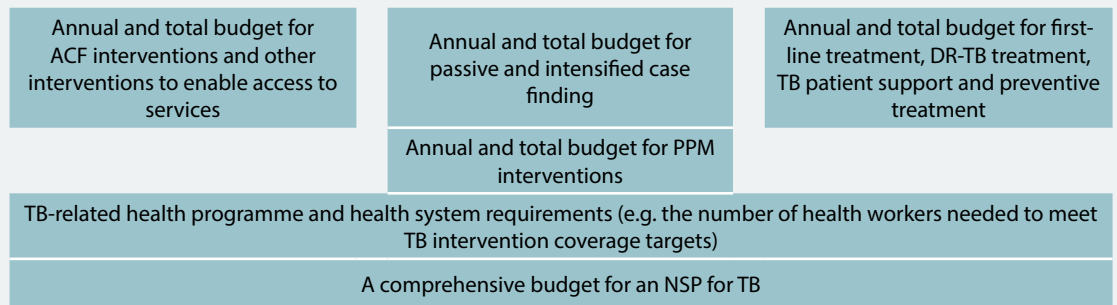 Annual and total budget for
ACF interventions and other
interventions to enable access to
services
Annual and total budget for
passive and intensified case
finding
Annual and total budget for first-
line treatment, DR-TB treatment,
TB patient support and preventive
treatment
Annual and total budget for PPM
interventions
TB-related health programme and health system requirements (e.g. the number of health workers needed to meet
TB intervention coverage targets)
A comprehensive budget for an NSP for TB